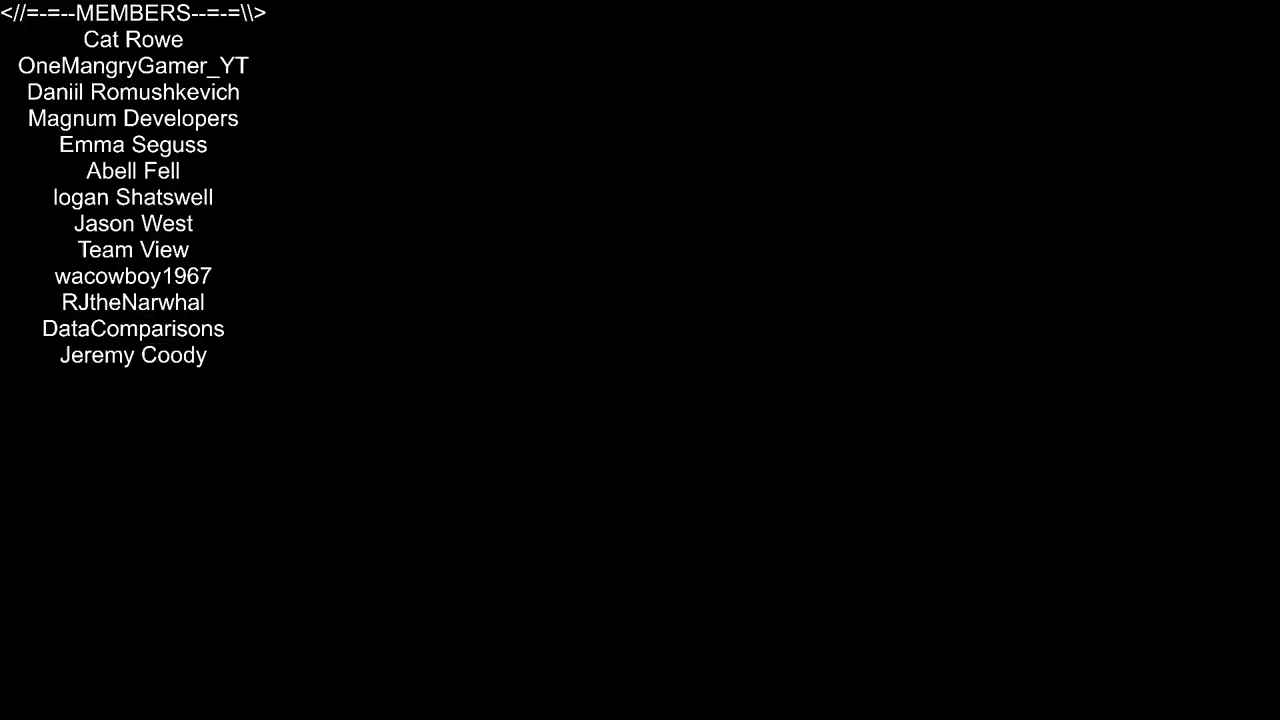 <//=-=--MEMBERS--=-=\\>
Cat Rowe
OneMangryGamer_YT
Daniil Romushkevich
Magnum Developers
Emma Seguss
Abell Fell
logan Shatswell
Jason West
Team View
wacowboy1967
RJtheNarwhal
DataComparisons
Jeremy Coody